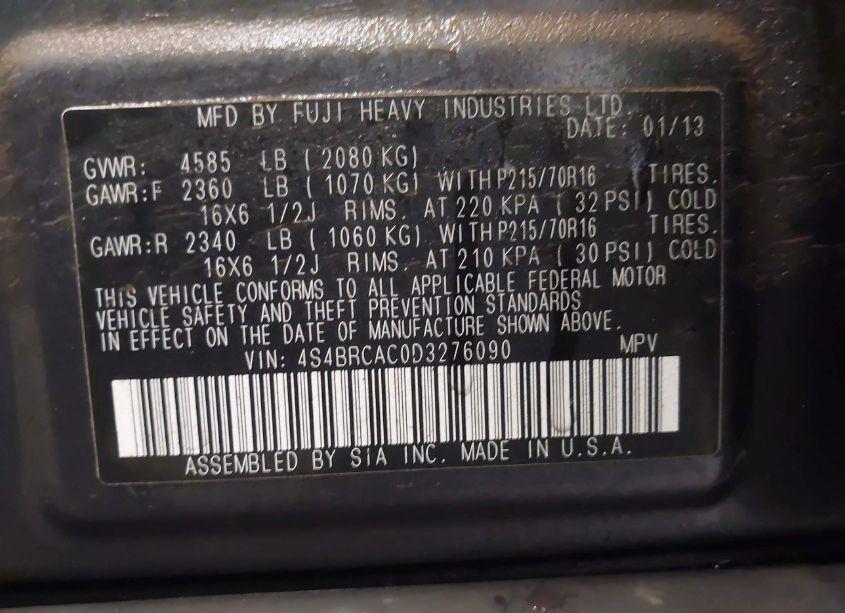 MFD BY FUJI HEAVY INDUSTRIES LTD.
DATE: 01/13
GVWR: 4585 LB ( 2080 KG)
GAWR:F 2360 LB ( 1070 KG) WITH P215/70R16 TIRES.
16X6 1/2J RIMS. AT 220 KPA ( 32 PSI) COLD
GAWR:R 2340 LB ( 1060 KG) WITH P215/70R16 TIRES.
16X6 1/2J RIMS. AT 210 KPA ( 30 PSI) COLD
THIS VEHICLE CONFORMS TO ALL APPLICABLE FEDERAL MOTOR
VEHICLE SAFETY AND THEFT PREVENTION STANDARDS
IN EFFECT ON THE DATE OF MANUFACTURE SHOWN ABOVE.
VIN: 4S4BRCAC0D3276090 MPV
ASSEMBLED BY SIA INC. MADE IN U.S.A.